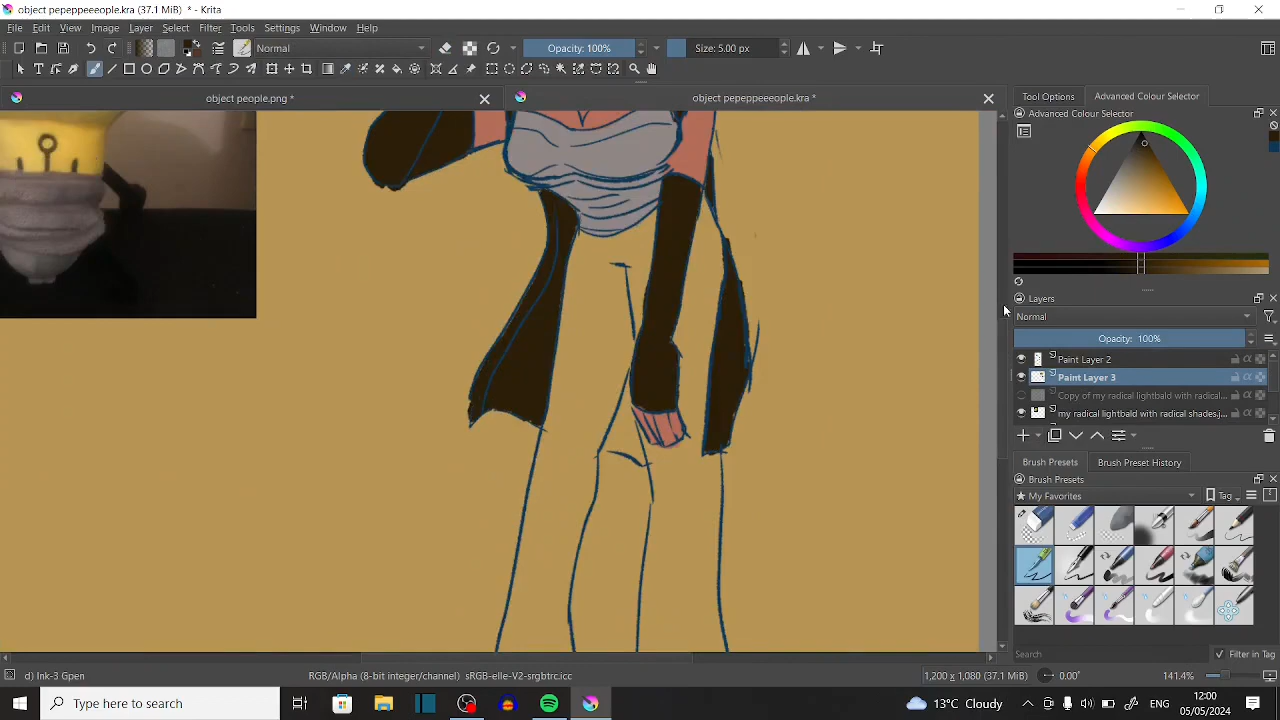 object pepeppeeople.kra (37.1 MiB) * - Krita
File Edit View Image Layer Select Filter Tools Settings Window Help
Normal Opacity: 100% Size: 5.00 px
object people.png * object pepeppeeople.kra * Tool Options Advanced Colour Selector
Advanced Colour Selector
Layers
Normal
Opacity: 100%
Paint Layer 2
Paint Layer 3
Copy of my radical lightbald with radical...
my radical lightbald with radical shades.j...
Brush Presets Brush Preset History
Brush Presets
My Favorites Tag
Search Filter in Tag
d) Ink-3 Gpen RGB/Alpha (8-bit integer/channel) sRGB-elle-V2-srgbtrc.icc 1,200 x 1,080 (37.1 MiB) 0.00° 141.4%
Type here to search 13°C Cloudy 12:00
05/05/2024